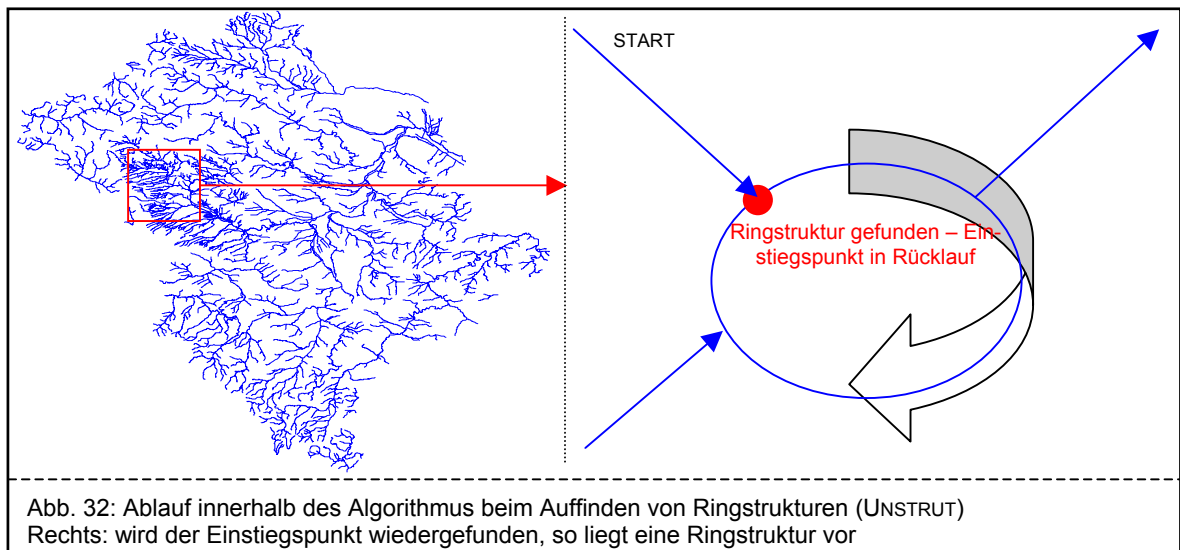 START
Ringstruktur gefunden – Ein-
stiegspunkt in Rücklauf
Abb. 32: Ablauf innerhalb des Algorithmus beim Auffinden von Ringstrukturen (UNSTRUT)
Rechts: wird der Einstiegspunkt wiedergefunden, so liegt eine Ringstruktur vor